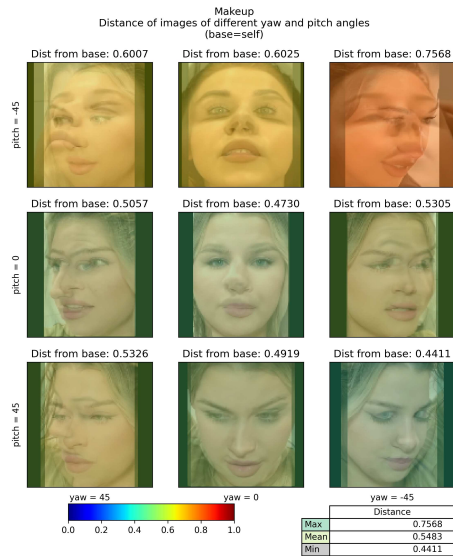 Makeup
Distance of images of different yaw and pitch angles
(base=self)
Dist from base: 0.6007 Dist from base: 0.6025 Dist from base: 0.7568
pitch = -45
Dist from base: 0.5057 Dist from base: 0.4730 Dist from base: 0.5305
pitch = 0
Dist from base: 0.5326 Dist from base: 0.4919 Dist from base: 0.4411
pitch = 45
yaw = 45 yaw = 0 yaw = -45
0.0 0.2 0.4 0.6 0.8 1.0
Distance
Max 0.7568
Mean 0.5483
Min 0.4411